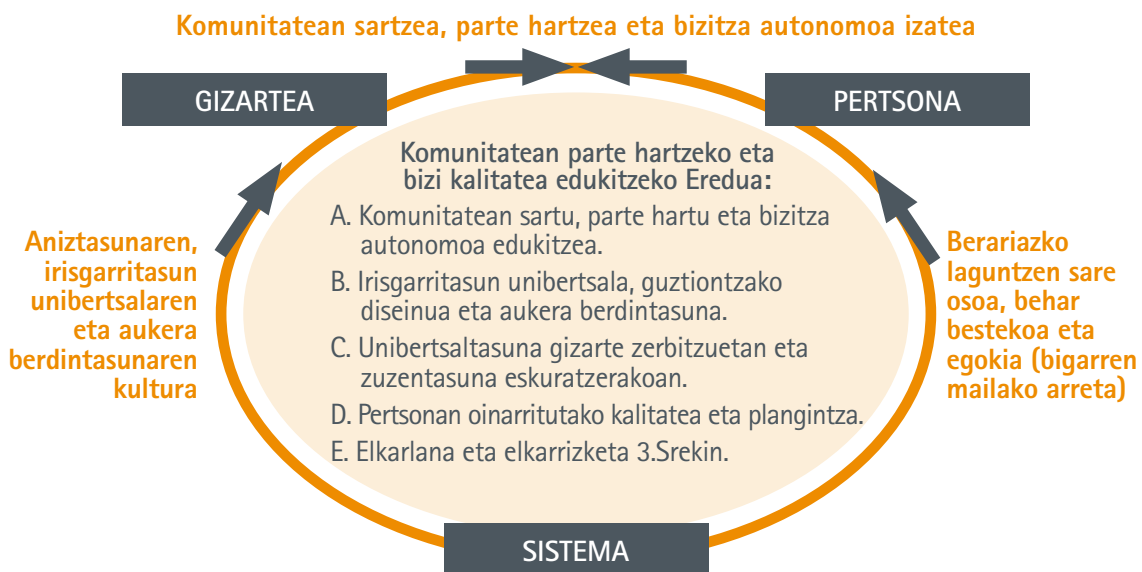 Komunitatean sartzea, parte hartzea eta bizitza autonomoa izatea
GIZARTEA
PERTSONA
Komunitatean parte hartzeko eta
bizi kalitatea edukitzeko Eredua:
A. Komunitatean sartu, parte hartu eta bizitza
autonomoa edukitzea.
B. Irisgarritasun unibertsala, guztiontzako
diseinua eta aukera berdintasuna.
C. Unibertsaltasuna gizarte zerbitzuetan eta
zuzentasuna eskuratzerakoan.
D. Pertsonan oinarritutako kalitatea eta plangintza.
E. Elkarlana eta elkarrizketa 3.Srekin.
Aniztasunaren,
irisgarritasun
unibertsalaren
eta aukera
berdintasunaren
kultura
Berariazko
laguntzen sare
osoa, behar
bestekoa eta
egokia (bigarren
mailako arreta)
SISTEMA